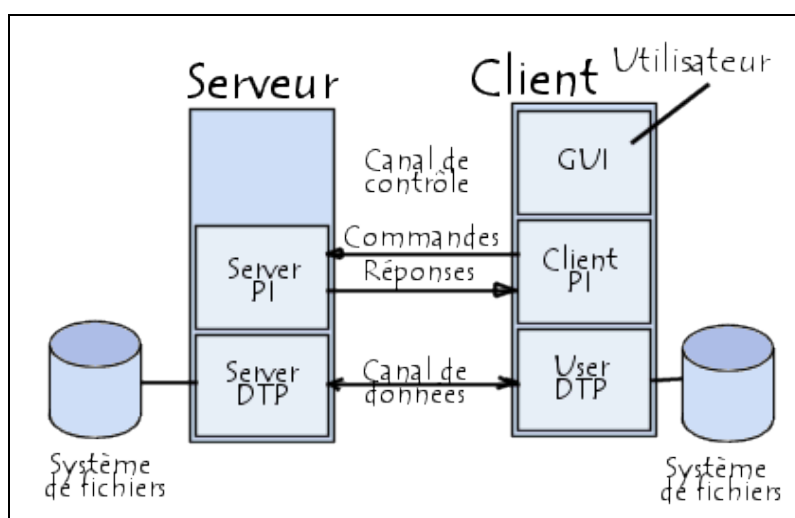 Serveur
Client
Utilisateur
GUI
Canal de
contrôle
Commandes
Réponses
Server
PI
Client
PI
Server
DTP
Canal de
données
User
DTP
Système
de fichiers
Système
de fichiers